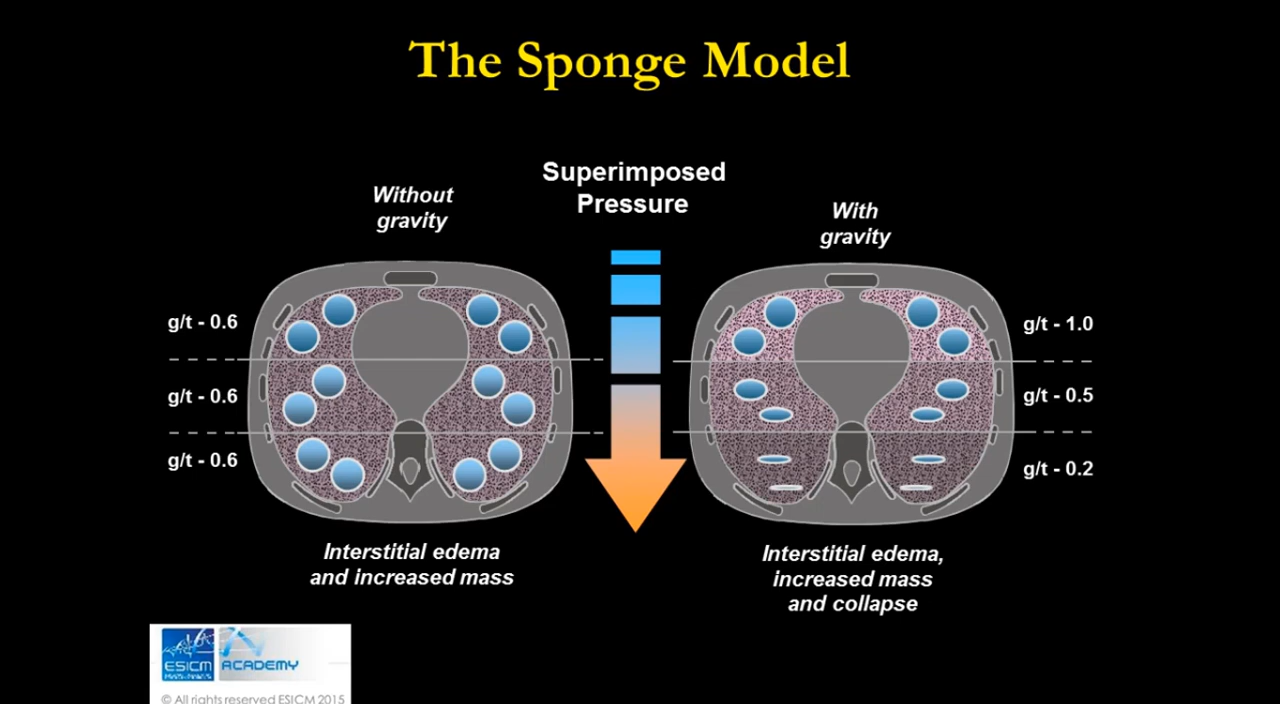 The Sponge Model
Superimposed
Pressure
Without
gravity
With
gravity
g/t - 0.6
g/t - 0.6
g/t - 0.6
g/t - 1.0
g/t - 0.5
g/t - 0.2
Interstitial edema
and increased mass
Interstitial edema,
increased mass
and collapse
ESICM
ACADEMY
© All rights reserved ESICM 2015